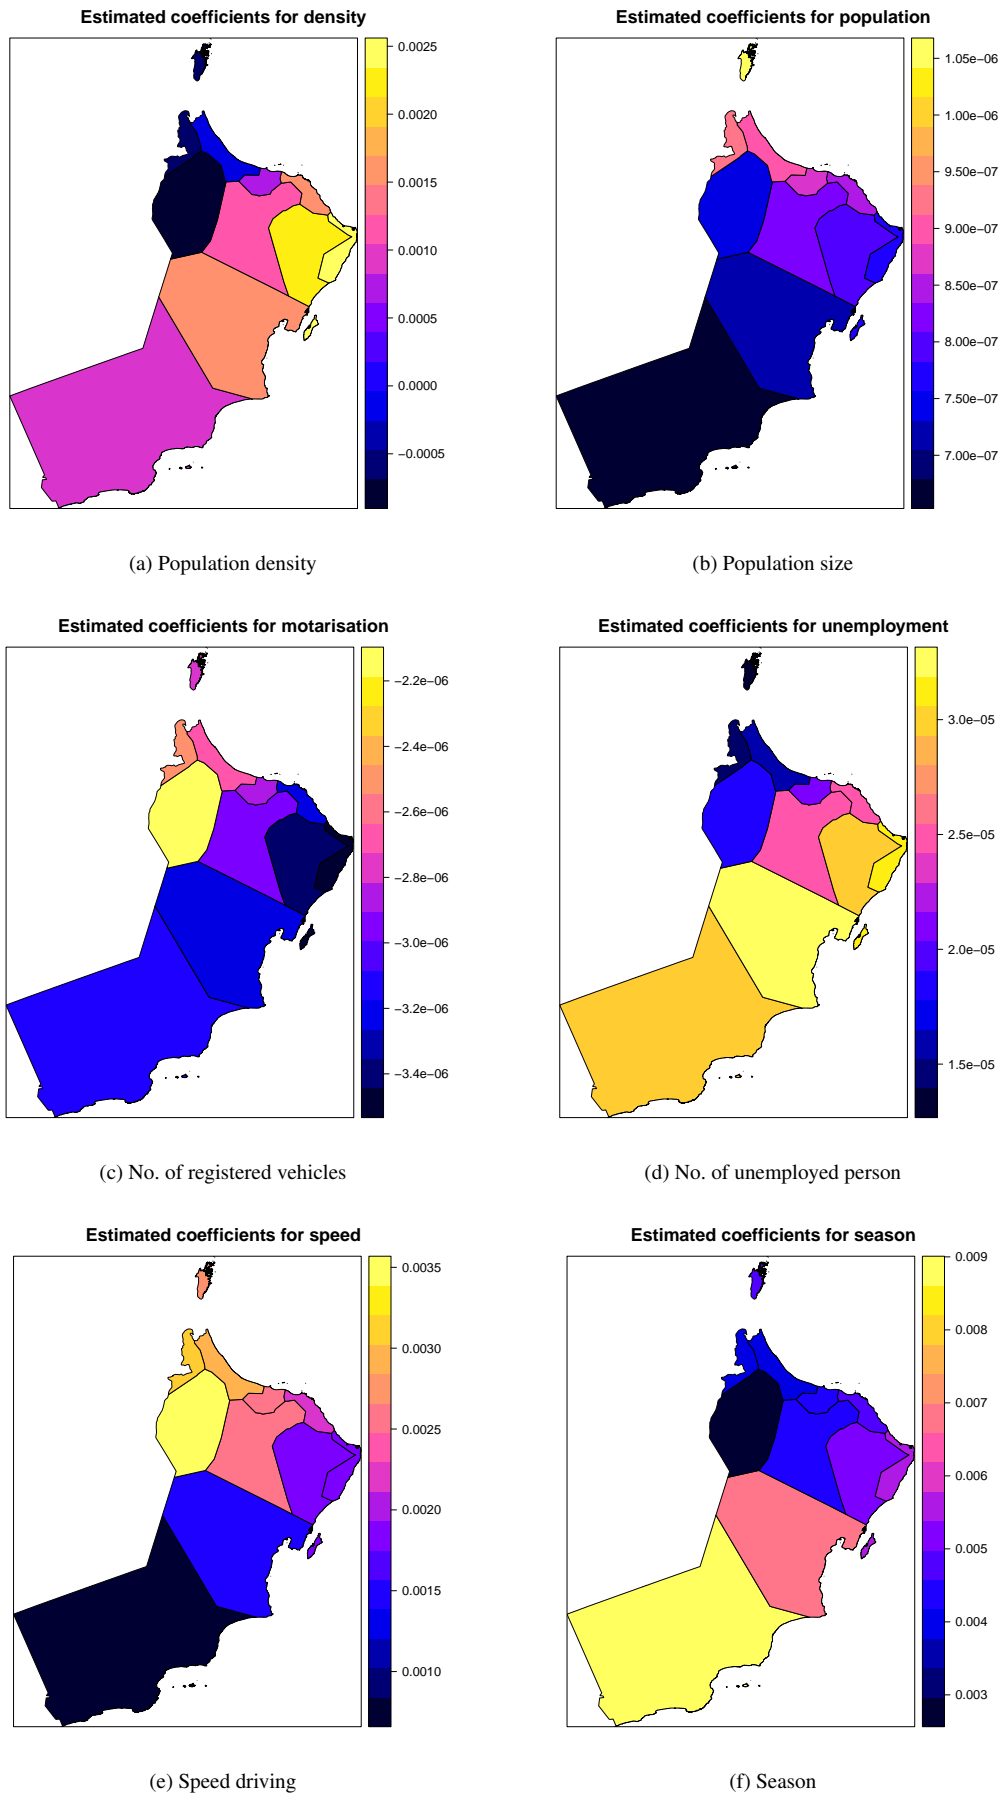 Estimated coefficients for density
0.0025
0.0020
0.0015
0.0010
0.0005
0.0000
−0.0005
(a) Population density
Estimated coefficients for population
1.05e−06
1.00e−06
9.50e−07
9.00e−07
8.50e−07
8.00e−07
7.50e−07
7.00e−07
(b) Population size
Estimated coefficients for motarisation
−2.2e−06
−2.4e−06
−2.6e−06
−2.8e−06
−3.0e−06
−3.2e−06
−3.4e−06
(c) No. of registered vehicles
Estimated coefficients for unemployment
3.0e−05
2.5e−05
2.0e−05
1.5e−05
(d) No. of unemployed person
Estimated coefficients for speed
0.0035
0.0030
0.0025
0.0020
0.0015
0.0010
(e) Speed driving
Estimated coefficients for season
0.009
0.008
0.007
0.006
0.005
0.004
0.003
(f) Season